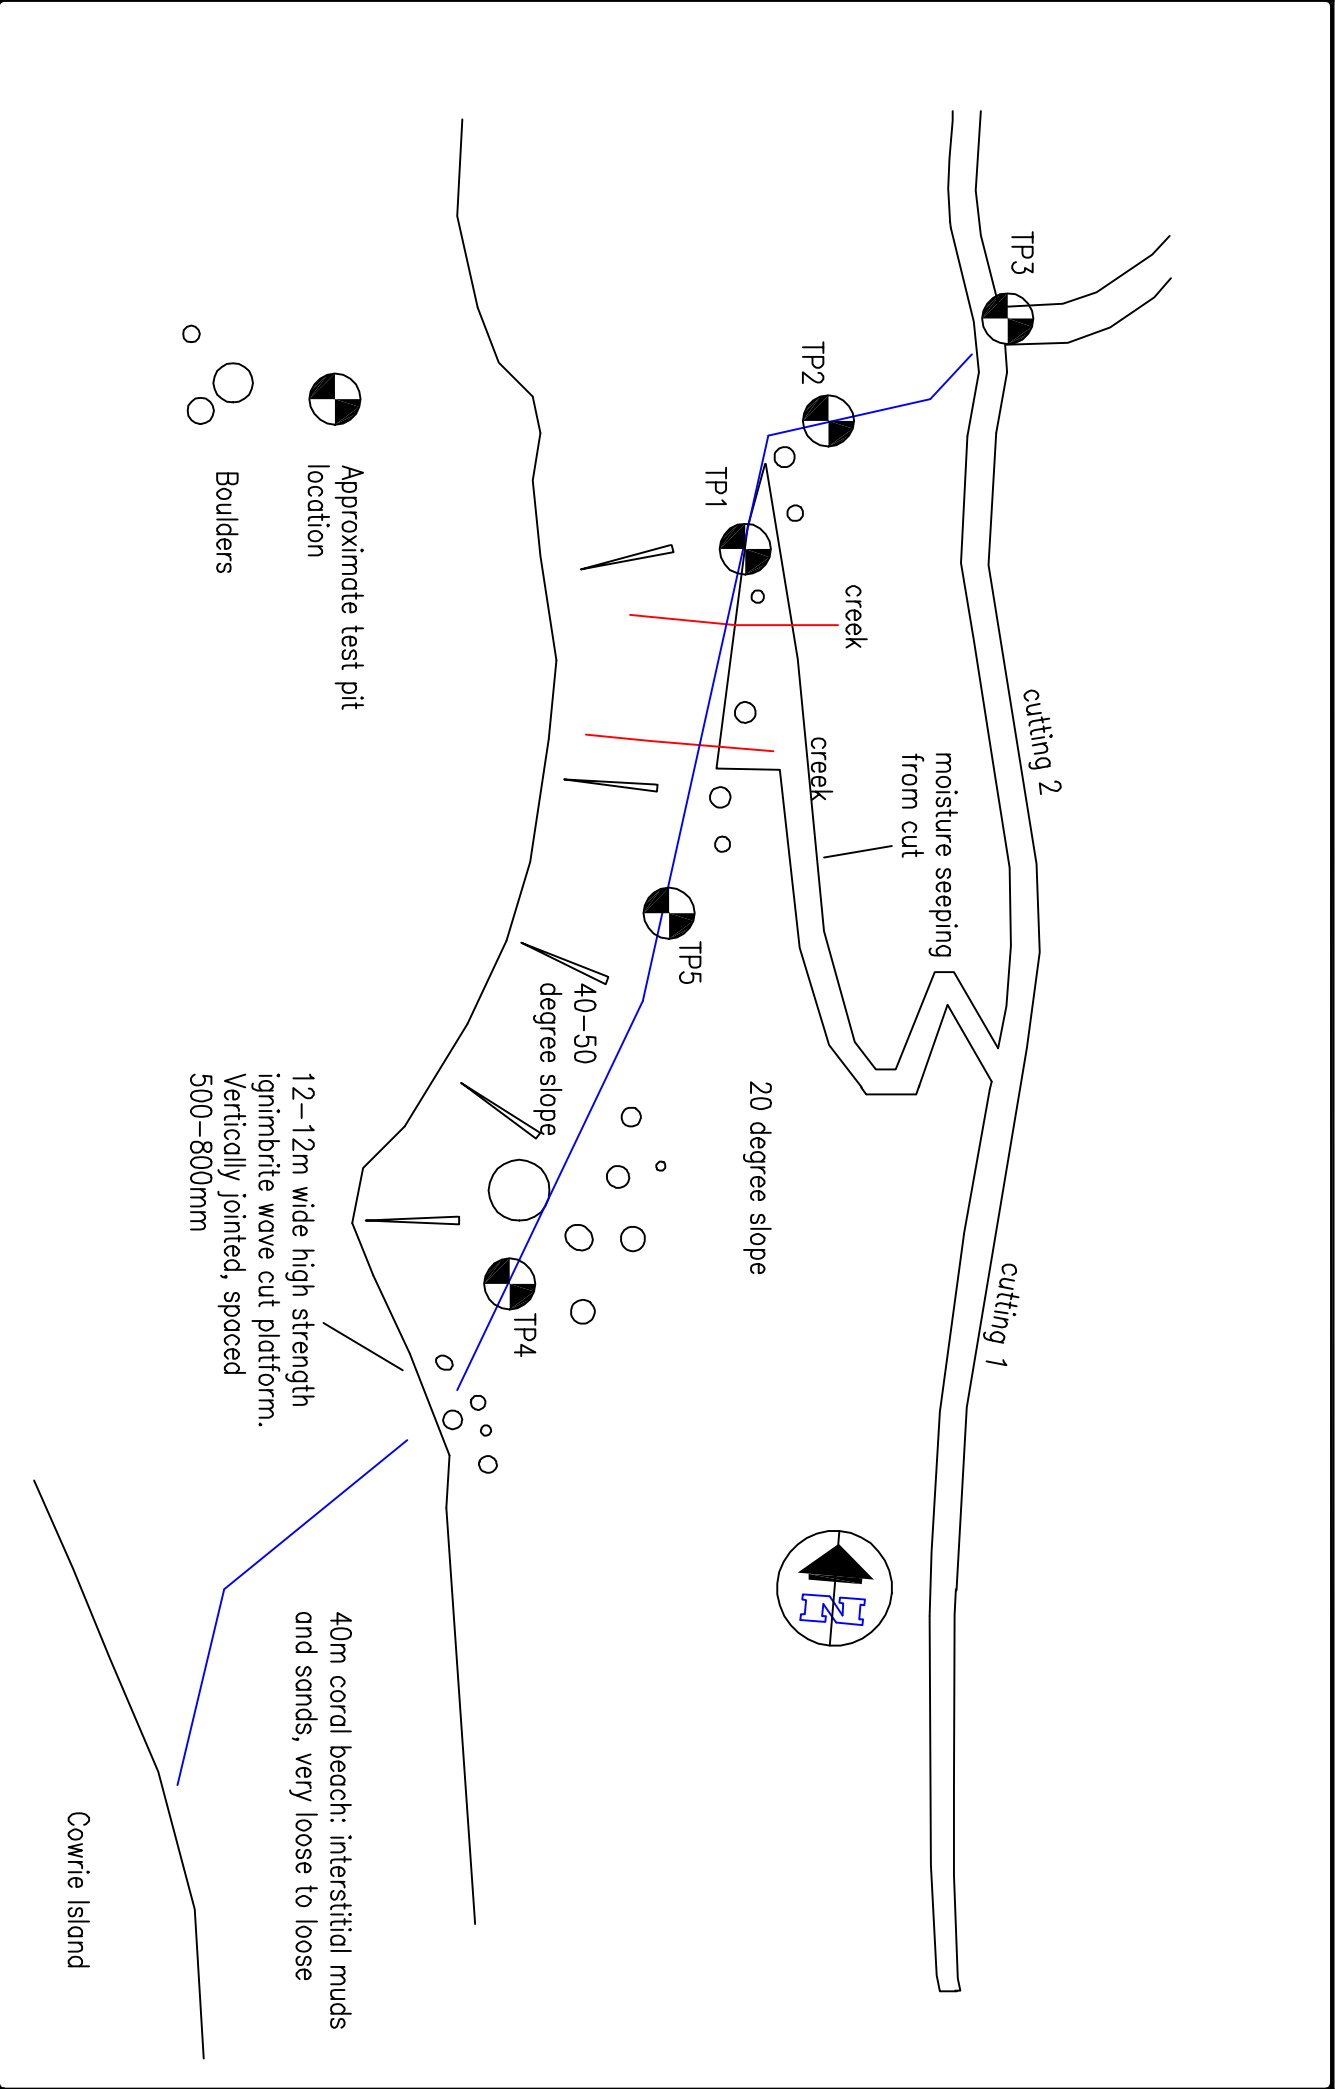 TP3
TP2
TP1
creek
creek
cutting 2
moisture seeping
from cut
TP5
40-50
degree slope
20 degree slope
cutting 1
TP4
12-12m wide high strength
ignimbrite wave cut platform.
Vertically jointed, spaced
500-800mm
Approximate test pit
location
Boulders
N
40m coral beach: interstitial muds
and sands, very loose to loose
Cowrie Island